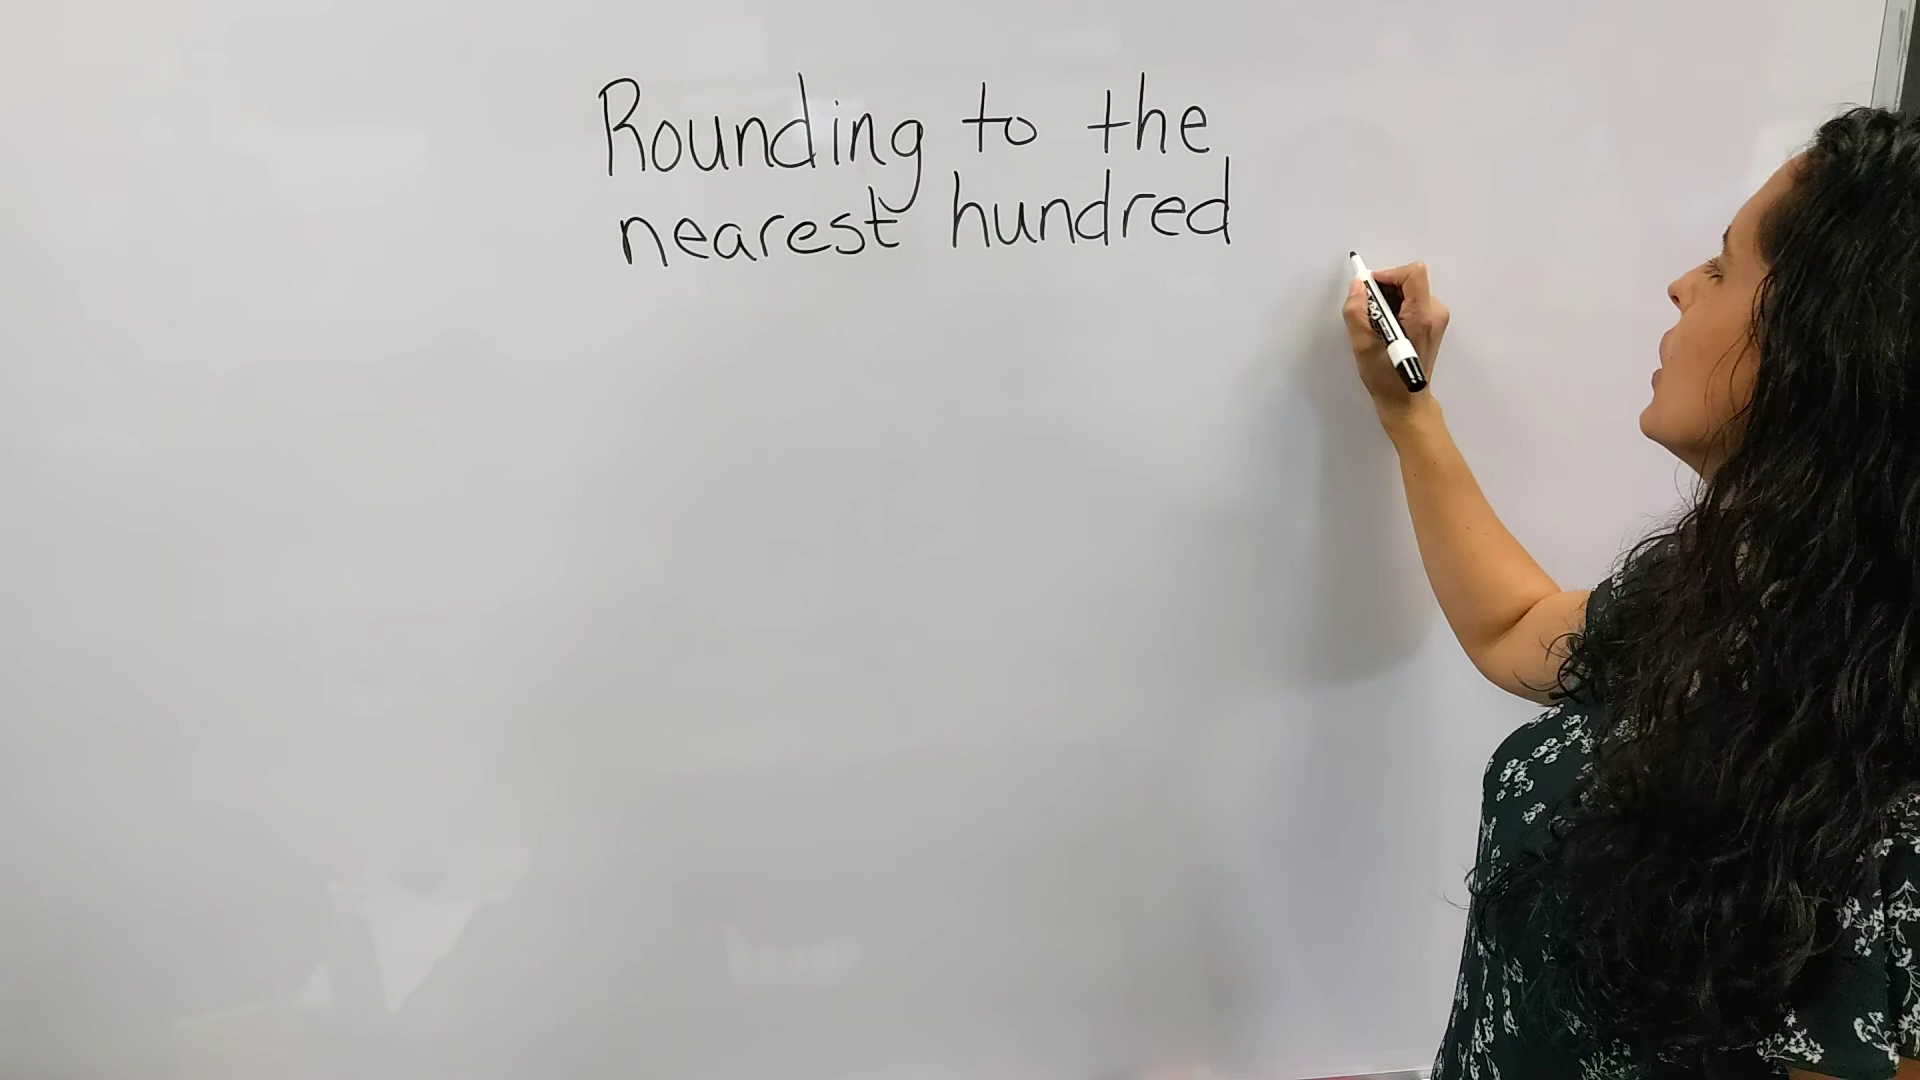 Rounding to the
nearest hundred